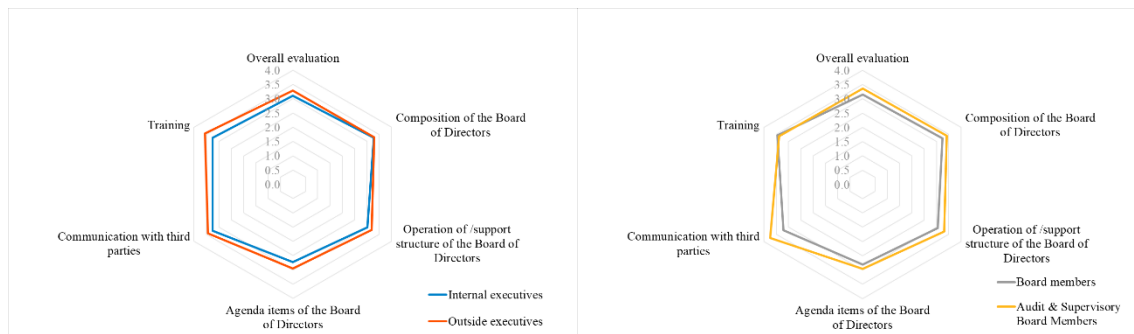 Overall evaluation
4.0
3.5
3.0
2.5
2.0
1.5
1.0
0.5
0.0
Composition of the Board
of Directors
Operation of /support
structure of the Board of
Directors
Agenda items of the Board
of Directors
Communication with third
parties
Training
Internal executives
Outside executives
Overall evaluation
4.0
3.5
3.0
2.5
2.0
1.5
1.0
0.5
0.0
Composition of the Board
of Directors
Operation of /support
structure of the Board of
Directors
Agenda items of the Board
of Directors
Communication with third
parties
Training
Board members
Audit & Supervisory
Board Members